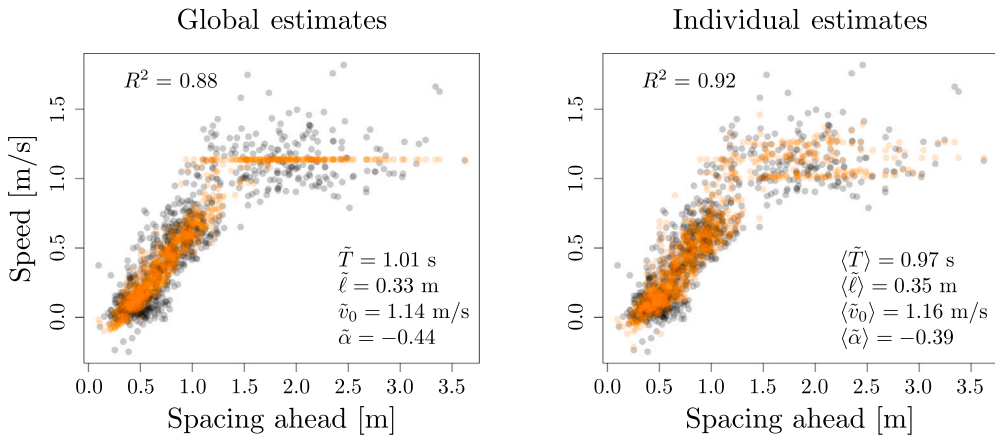 Global estimates
R² = 0.88
Speed [m/s]
1.5
1.0
0.5
0.0
T̃ = 1.01 s
ℓ̃ = 0.33 m
ṽ₀ = 1.14 m/s
α̃ = −0.44
0.0 0.5 1.0 1.5 2.0 2.5 3.0 3.5
Spacing ahead [m]
Individual estimates
R² = 0.92
1.5
1.0
0.5
0.0
⟨T̃⟩ = 0.97 s
⟨ℓ̃⟩ = 0.35 m
⟨ṽ₀⟩ = 1.16 m/s
⟨α̃⟩ = −0.39
0.0 0.5 1.0 1.5 2.0 2.5 3.0 3.5
Spacing ahead [m]